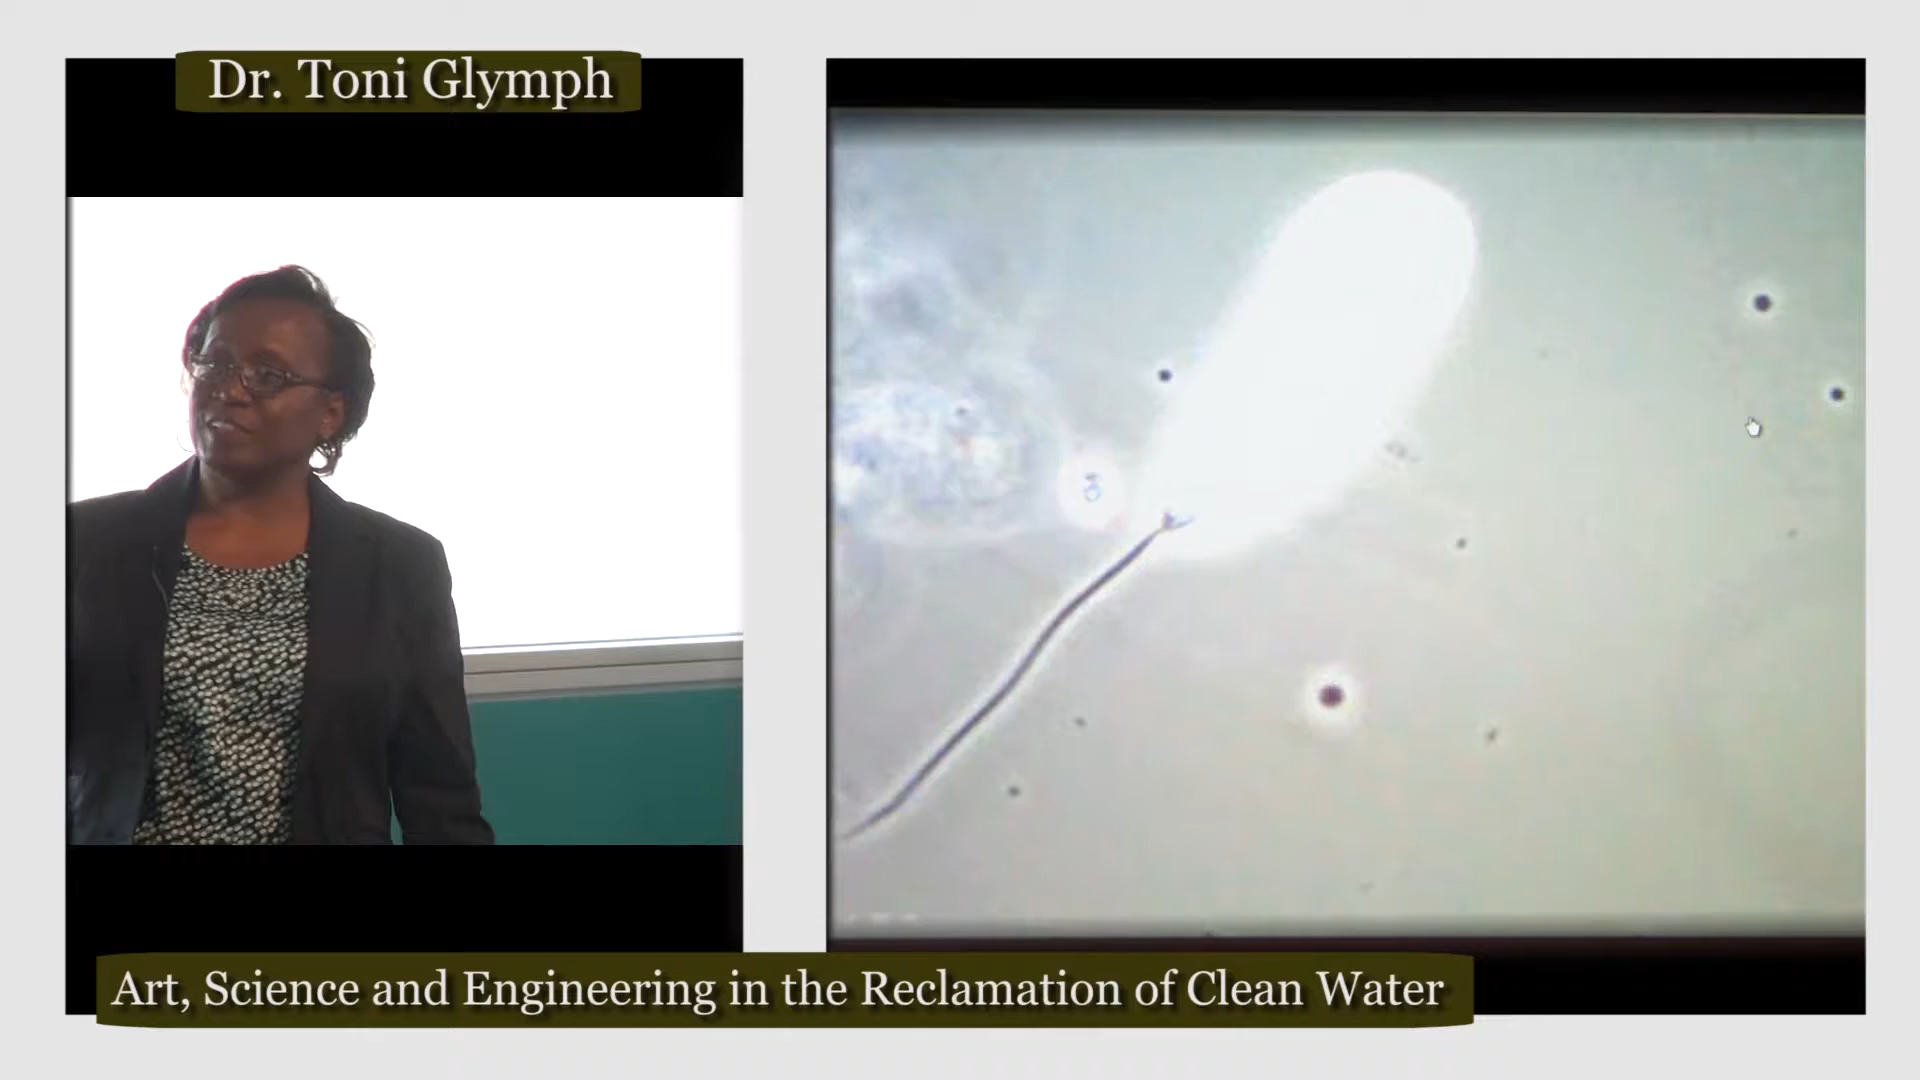 Dr. Toni Glymph
Art, Science and Engineering in the Reclamation of Clean Water